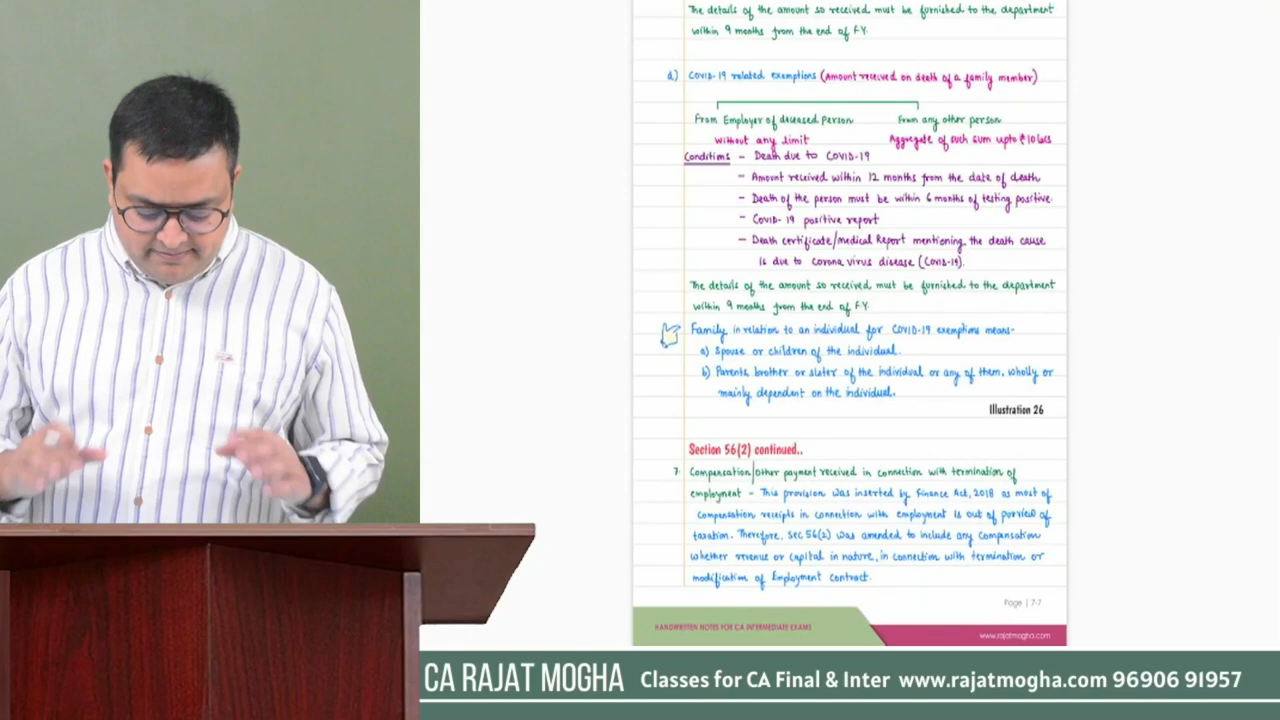 The details of the amount so received must be furnished to the department
within 9 months from the end of F.Y.
d) COVID-19 related exemptions (Amount received on death of a family member)
From Employer of deceased person
From any other person
without any limit
Aggregate of such sum upto ₹10 lacs
Conditions - Death due to COVID-19
- Amount received within 12 months from the date of death
- Death of the person must be within 6 months of testing positive.
- COVID-19 positive report
- Death certificate/medical Report mentioning the death cause
is due to corona virus disease (COVID-19).
The details of the amount so received must be furnished to the department
within 9 months from the end of F.Y.
Family in relation to an individual for COVID-19 exemptions means-
a) Spouse or children of the individual.
b) Parents, brother or sister of the individual or any of them, wholly or
mainly dependent on the individual.
Illustration 26
Section 56(2) continued..
7. Compensation/other payment received in connection with termination of
employment - This provision was inserted by Finance Act, 2018 as most of
compensation receipts in connection with employment is out of porview of
taxation. Therefore, sec 56(2) was amended to include any compensation
whether revenue or capital in nature, in connection with termination or
modification of Employment contract.
Page | 7-7
HANDWRITTEN NOTES FOR CA INTERMEDIATE EXAMS
www.rajatmogha.com
CA RAJAT MOGHA Classes for CA Final & Inter www.rajatmogha.com 96906 91957